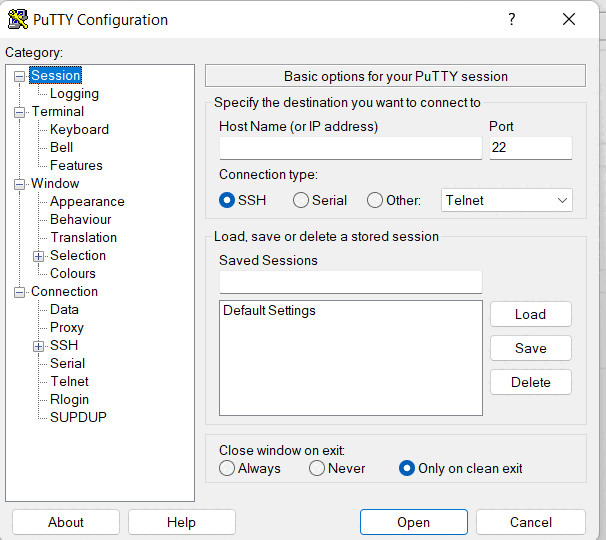 PuTTY Configuration
?
Category:
Session
Logging
Terminal
Keyboard
Bell
Features
Window
Appearance
Behaviour
Translation
Selection
Colours
Connection
Data
Proxy
SSH
Serial
Telnet
Rlogin
SUPDUP
Basic options for your PuTTY session
Specify the destination you want to connect to
Host Name (or IP address) Port
22
Connection type:
SSH Serial Other: Telnet
Load, save or delete a stored session
Saved Sessions
Default Settings
Load
Save
Delete
Close window on exit:
Always Never Only on clean exit
About Help Open Cancel